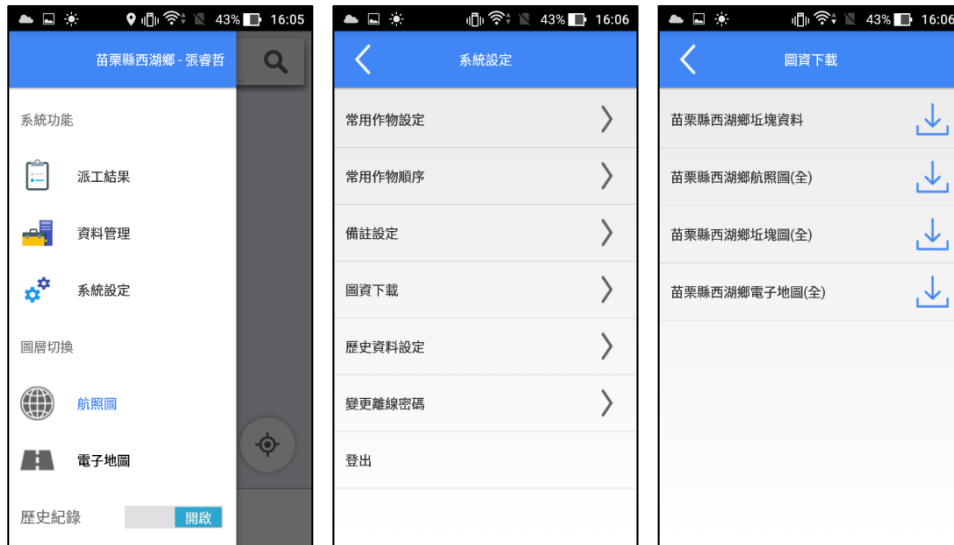 43% 16:05
苗栗縣西湖鄉 - 張睿哲
系統功能
派工結果
資料管理
系統設定
圖層切換
航照圖
電子地圖
歷史紀錄 開啟
43% 16:06
系統設定
常用作物設定
常用作物順序
備註設定
圖資下載
歷史資料設定
變更離線密碼
登出
43% 16:06
圖資下載
苗栗縣西湖鄉坵塊資料
苗栗縣西湖鄉航照圖(全)
苗栗縣西湖鄉坵塊圖(全)
苗栗縣西湖鄉電子地圖(全)